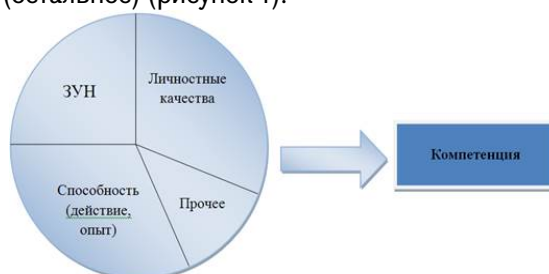 (остальное) (рисунок 1).
ЗУН
Личностные
качества
Способность
(действие,
опыт)
Прочее
Компетенция